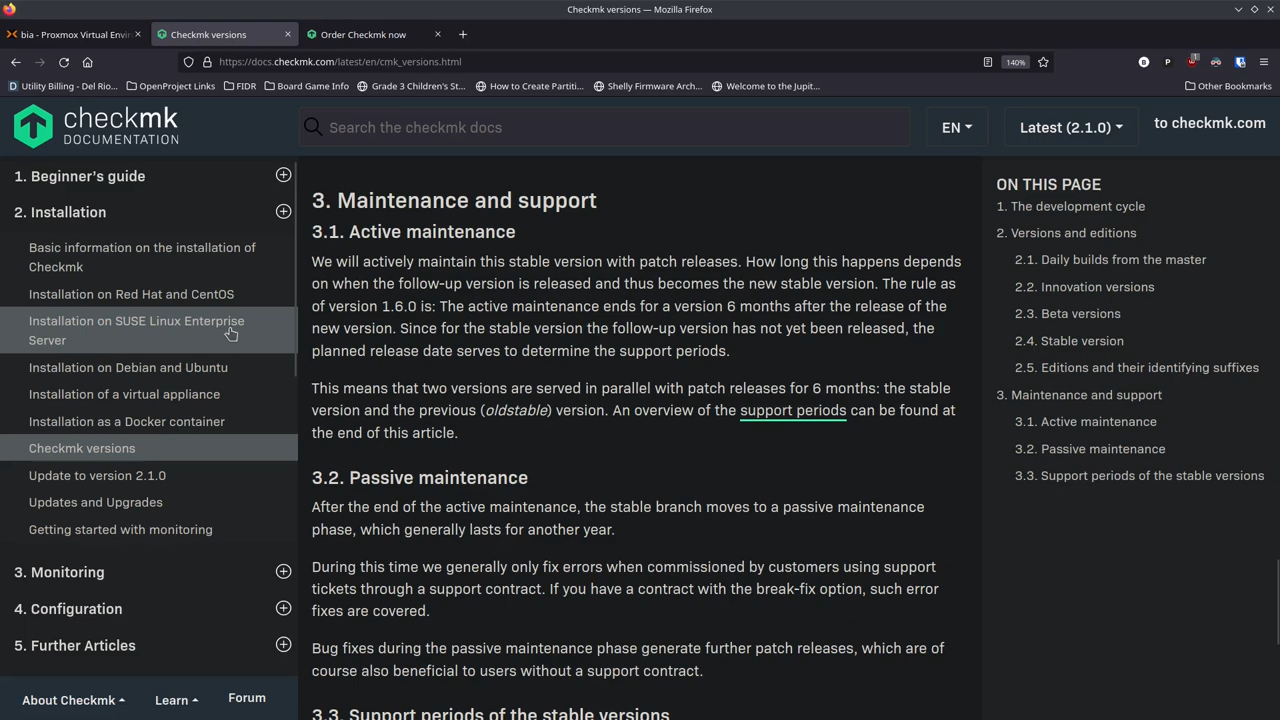 Checkmk versions — Mozilla Firefox
bia - Proxmox Virtual Envir
Checkmk versions
Order Checkmk now
https://docs.checkmk.com/latest/en/cmk_versions.html
140%
Utility Billing - Del Rio...
OpenProject Links
FIDR
Board Game Info
Grade 3 Children's St...
How to Create Partiti...
Shelly Firmware Arch...
Welcome to the Jupit...
Other Bookmarks
checkmk
DOCUMENTATION
Search the checkmk docs
EN
Latest (2.1.0)
to checkmk.com
1. Beginner's guide
2. Installation
Basic information on the installation of
Checkmk
Installation on Red Hat and CentOS
Installation on SUSE Linux Enterprise
Server
Installation on Debian and Ubuntu
Installation of a virtual appliance
Installation as a Docker container
Checkmk versions
Update to version 2.1.0
Updates and Upgrades
Getting started with monitoring
3. Monitoring
4. Configuration
5. Further Articles
About Checkmk
Learn
Forum
3. Maintenance and support
3.1. Active maintenance
We will actively maintain this stable version with patch releases. How long this happens depends
on when the follow-up version is released and thus becomes the new stable version. The rule as
of version 1.6.0 is: The active maintenance ends for a version 6 months after the release of the
new version. Since for the stable version the follow-up version has not yet been released, the
planned release date serves to determine the support periods.
This means that two versions are served in parallel with patch releases for 6 months: the stable
version and the previous (oldstable) version. An overview of the support periods can be found at
the end of this article.
3.2. Passive maintenance
After the end of the active maintenance, the stable branch moves to a passive maintenance
phase, which generally lasts for another year.
During this time we generally only fix errors when commissioned by customers using support
tickets through a support contract. If you have a contract with the break-fix option, such error
fixes are covered.
Bug fixes during the passive maintenance phase generate further patch releases, which are of
course also beneficial to users without a support contract.
3.3. Support periods of the stable versions
ON THIS PAGE
1. The development cycle
2. Versions and editions
2.1. Daily builds from the master
2.2. Innovation versions
2.3. Beta versions
2.4. Stable version
2.5. Editions and their identifying suffixes
3. Maintenance and support
3.1. Active maintenance
3.2. Passive maintenance
3.3. Support periods of the stable versions